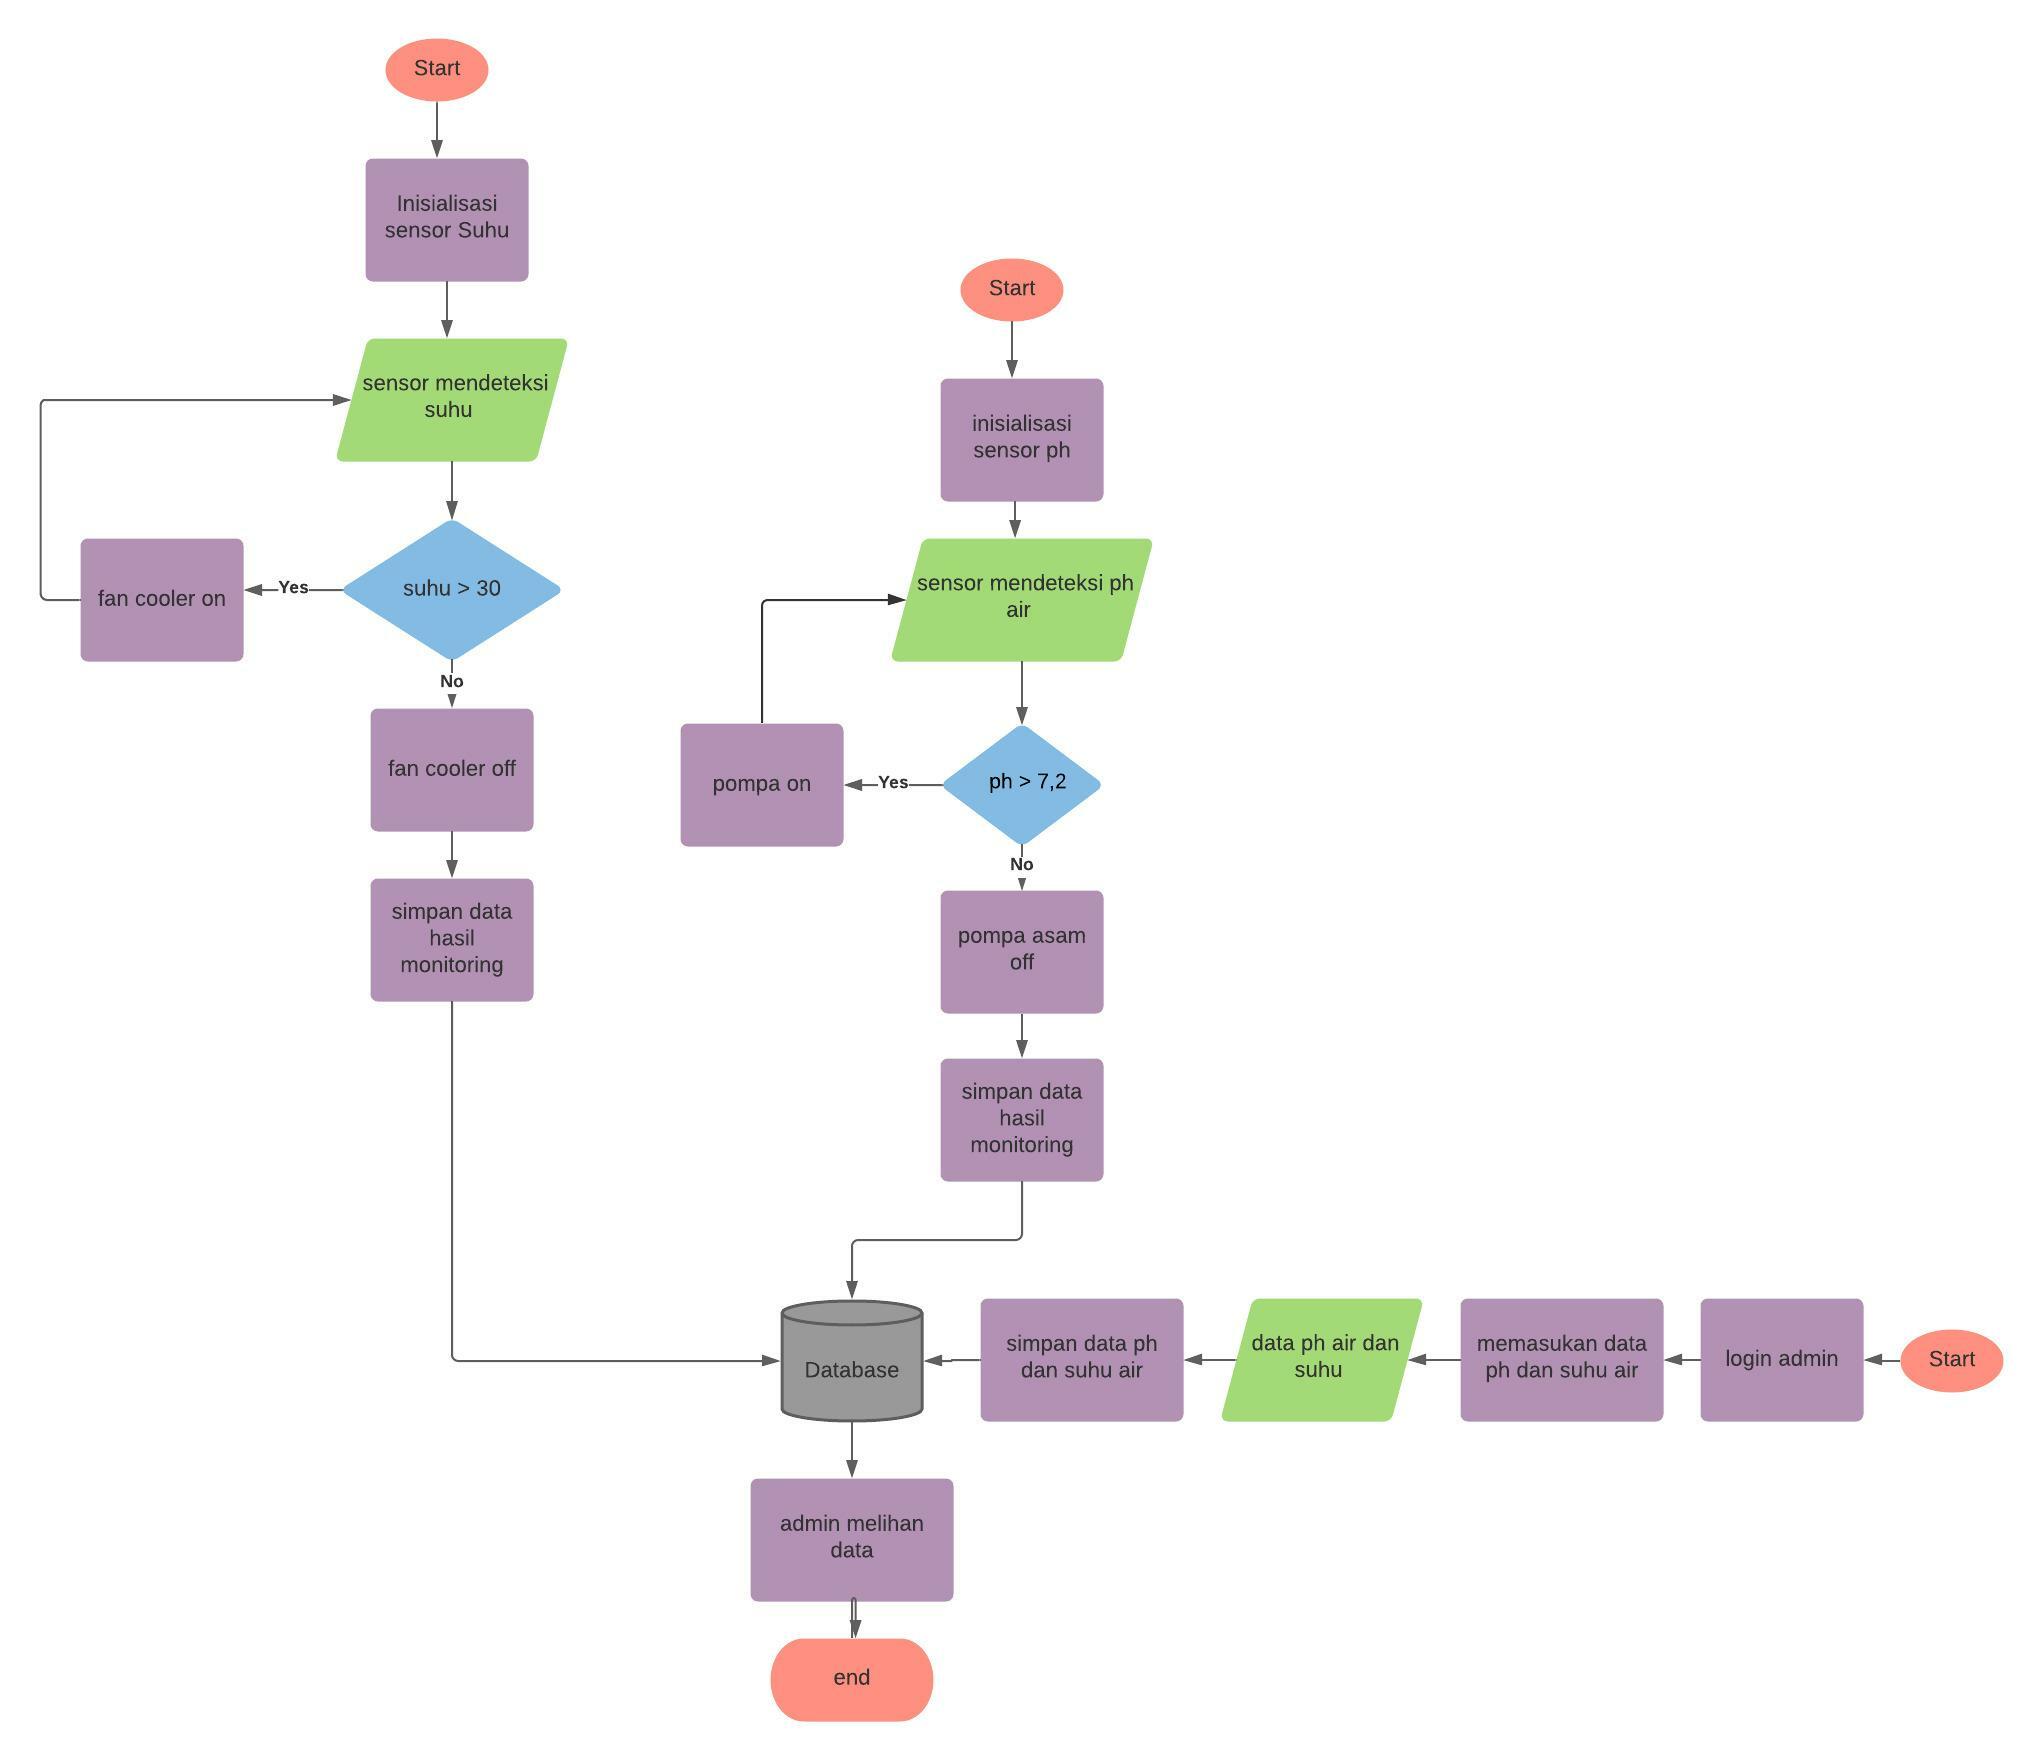 Start
Inisialisasi
sensor Suhu
sensor mendeteksi
suhu
suhu > 30
Yes
fan cooler on
No
fan cooler off
simpan data
hasil
monitoring
Start
inisialisasi
sensor ph
sensor mendeteksi ph
air
ph > 7,2
Yes
pompa on
No
pompa asam
off
simpan data
hasil
monitoring
Start
login admin
memasukan data
ph dan suhu air
data ph air dan
suhu
simpan data ph
dan suhu air
Database
admin melihan
data
end